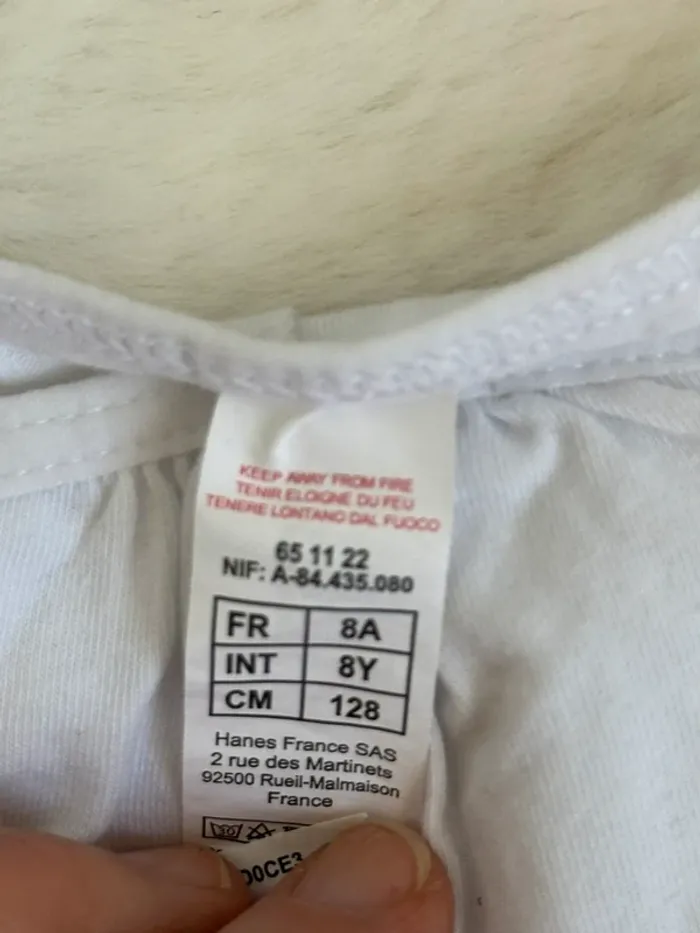 KEEP AWAY FROM FIRE
TENIR ELOIGNE DU FEU
TENERE LONTANO DAL FUOCO
65 11 22
NIF: A-84.435.080
FR 8A
INT 8Y
CM 128
Hanes France SAS
2 rue des Martinets
92500 Rueil-Malmaison
France
30